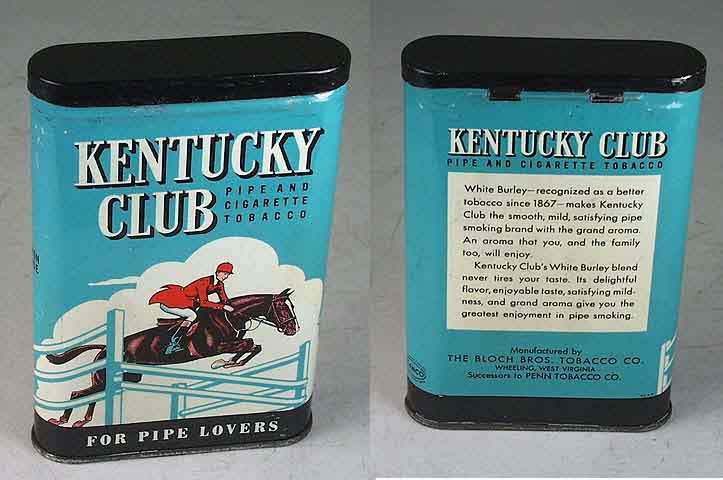 KENTUCKY
CLUB
PIPE AND
CIGARETTE
TOBACCO
FOR PIPE LOVERS
KENTUCKY CLUB
PIPE AND CIGARETTE TOBACCO
White Burley—recognized as a better
tobacco since 1867—makes Kentucky
Club the smooth, mild, satisfying pipe
smoking brand with the grand aroma.
An aroma that you, and the family
too, will enjoy.
Kentucky Club's White Burley blend
never tires your taste. Its delightful
flavor, enjoyable taste, satisfying mild-
ness, and grand aroma give you the
greatest enjoyment in pipe smoking.
Manufactured by
THE BLOCH BROS. TOBACCO CO.
WHEELING, WEST VIRGINIA
Successors to PENN TOBACCO CO.